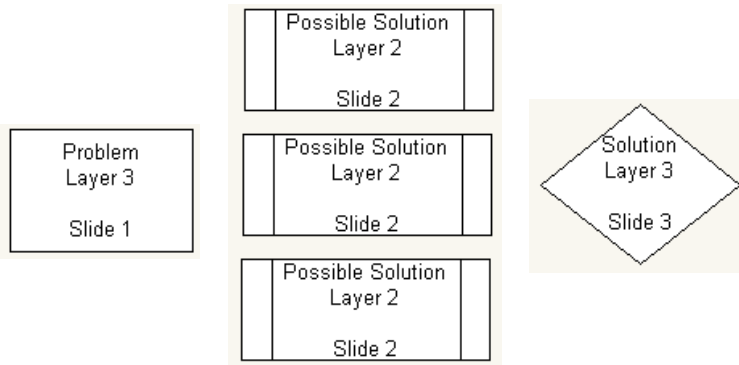 Problem
Layer 3
Slide 1
Possible Solution
Layer 2
Slide 2
Possible Solution
Layer 2
Slide 2
Possible Solution
Layer 2
Slide 2
Solution
Layer 3
Slide 3